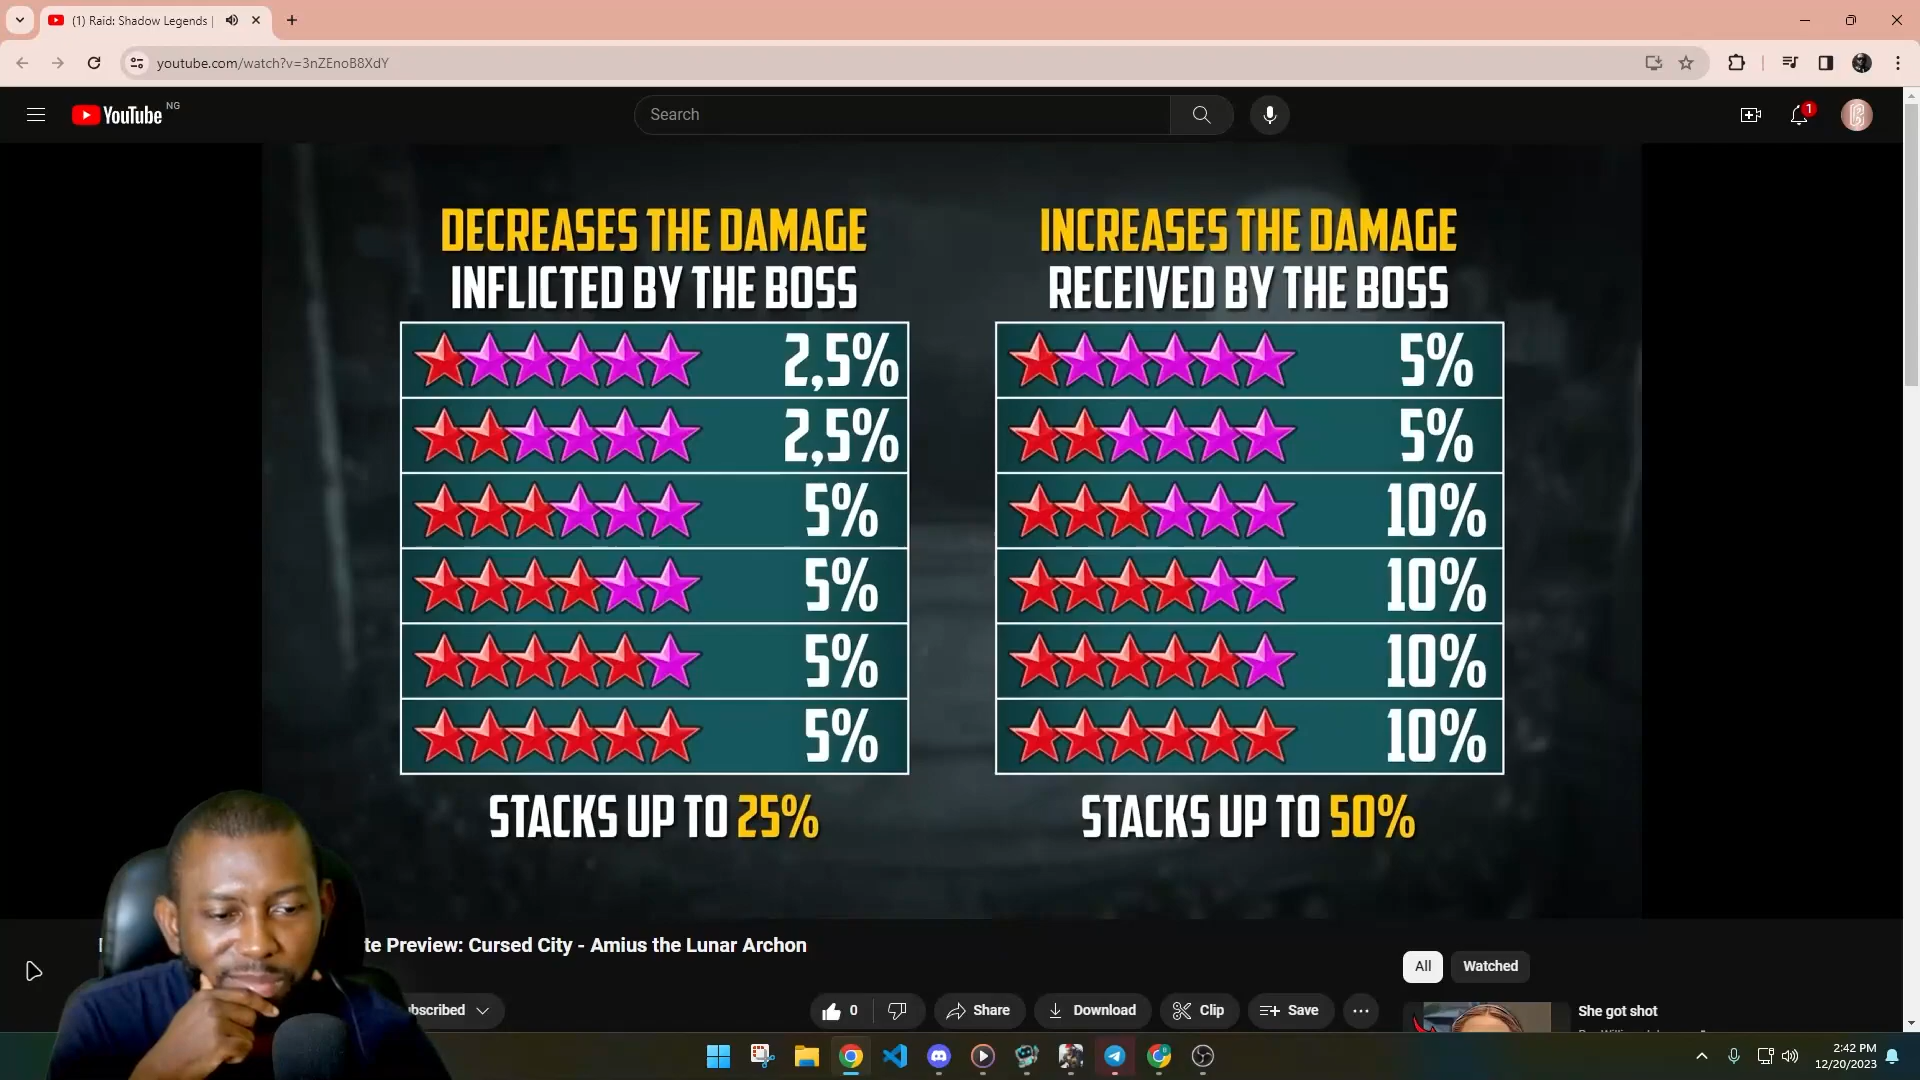 (1) Raid: Shadow Legends |
youtube.com/watch?v=3nZEnoB8XdY
YouTube NG
Search
1
DECREASES THE DAMAGE
INFLICTED BY THE BOSS
2,5%
2,5%
5%
5%
5%
5%
STACKS UP TO 25%
INCREASES THE DAMAGE
RECEIVED BY THE BOSS
5%
5%
10%
10%
10%
10%
STACKS UP TO 50%
te Preview: Cursed City - Amius the Lunar Archon
ubscribed
0
Share
Download
Clip
Save
All
Watched
She got shot
2:42 PM
12/20/2023